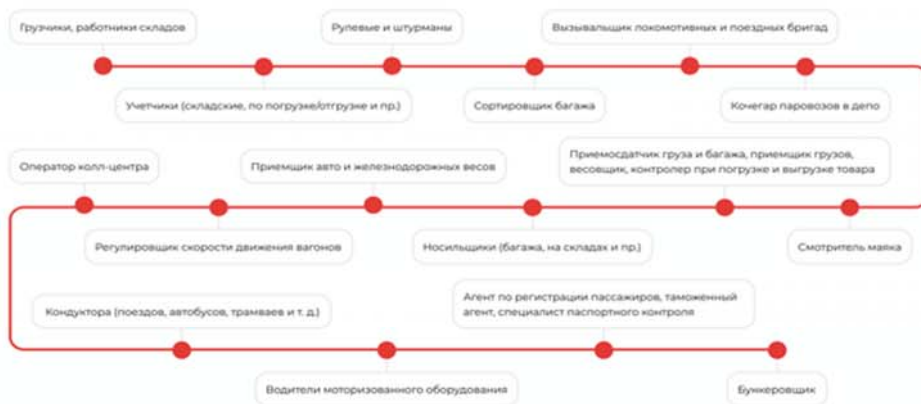 Грузчики, работники складов
Рулевые и штурманы
Вызывальщик локомотивных и поездных бригад
Учетчики (складские, по погрузке/отгрузке и пр.)
Сортировщик багажа
Кочегар паровозов в депо
Оператор колл-центра
Приемщик авто и железнодорожных весов
Приемосдатчик груза и багажа, приемщик грузов,
весовщик, контролер при погрузке и выгрузке товара
Регулировщик скорости движения вагонов
Носильщики (багажа, на складах и пр.)
Смотритель маяка
Кондуктора (поездов, автобусов, трамваев и т. д.)
Агент по регистрации пассажиров, таможенный
агент, специалист паспортного контроля
Водители моторизованного оборудования
Бункеровщик